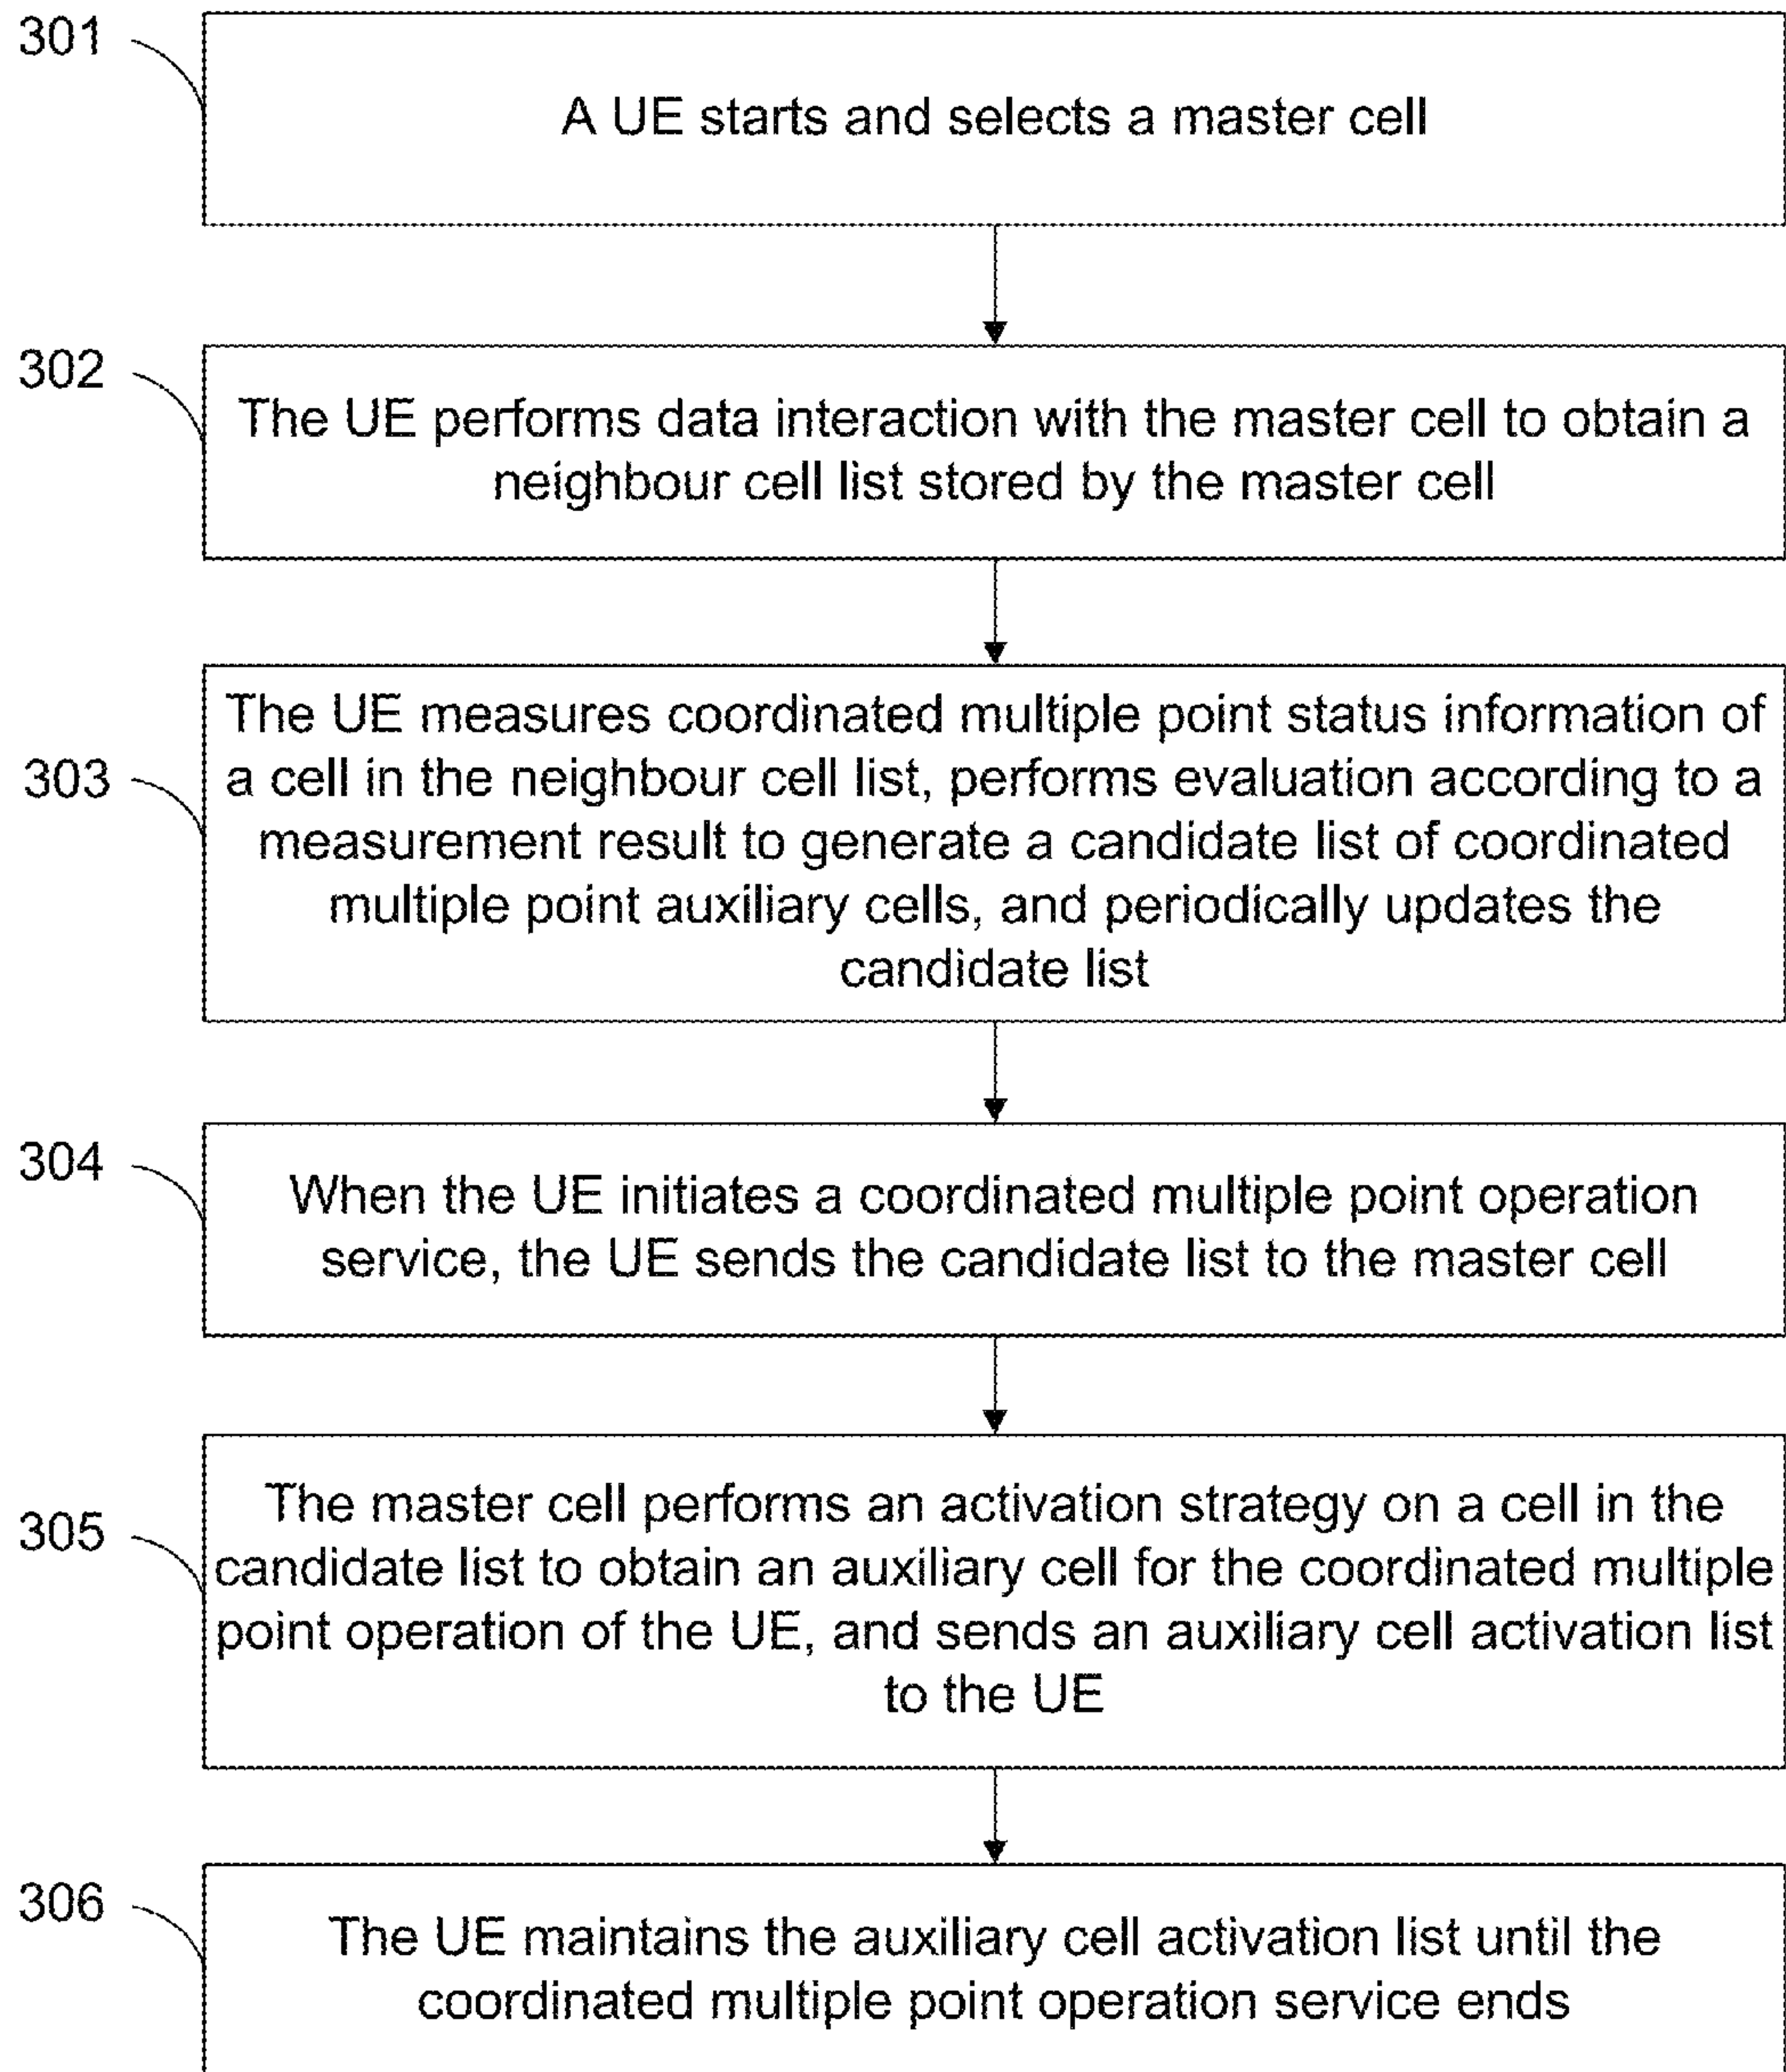 301
A UE starts and selects a master cell
302
The UE performs data interaction with the master cell to obtain a
neighbour cell list stored by the master cell
303
The UE measures coordinated multiple point status information of
a cell in the neighbour cell list, performs evaluation according to a
measurement result to generate a candidate list of coordinated
multiple point auxiliary cells, and periodically updates the
candidate list
304
When the UE initiates a coordinated multiple point operation
service, the UE sends the candidate list to the master cell
305
The master cell performs an activation strategy on a cell in the
candidate list to obtain an auxiliary cell for the coordinated multiple
point operation of the UE, and sends an auxiliary cell activation list
to the UE
306
The UE maintains the auxiliary cell activation list until the
coordinated multiple point operation service ends